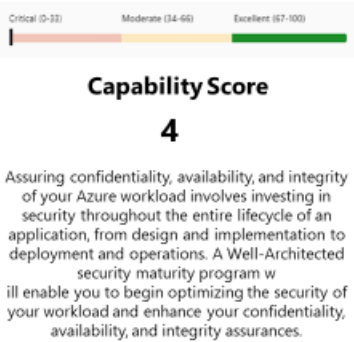 Critical (0-33) Moderate (34-66) Excellent (67-100)
Capability Score
4
Assuring confidentiality, availability, and integrity
of your Azure workload involves investing in
security throughout the entire lifecycle of an
application, from design and implementation to
deployment and operations. A Well-Architected
security maturity program w
ill enable you to begin optimizing the security of
your workload and enhance your confidentiality,
availability, and integrity assurances.